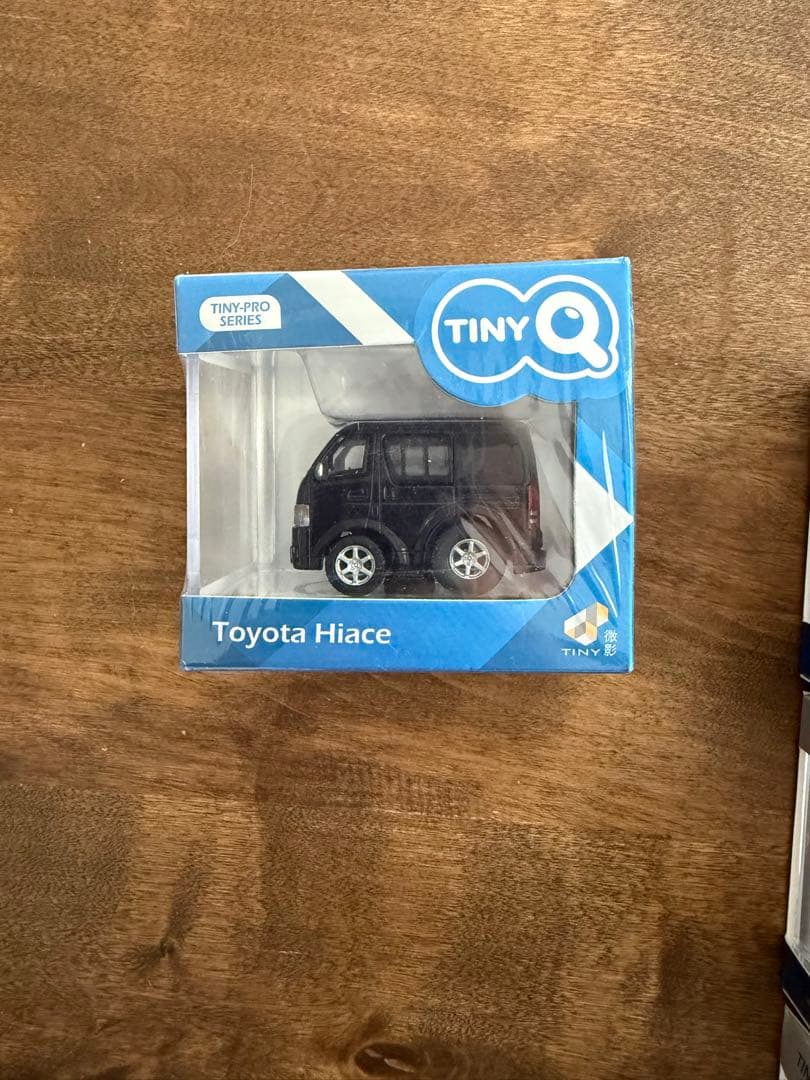 TINY-PRO
SERIES
TINY Q
Toyota Hiace
TINY 微影